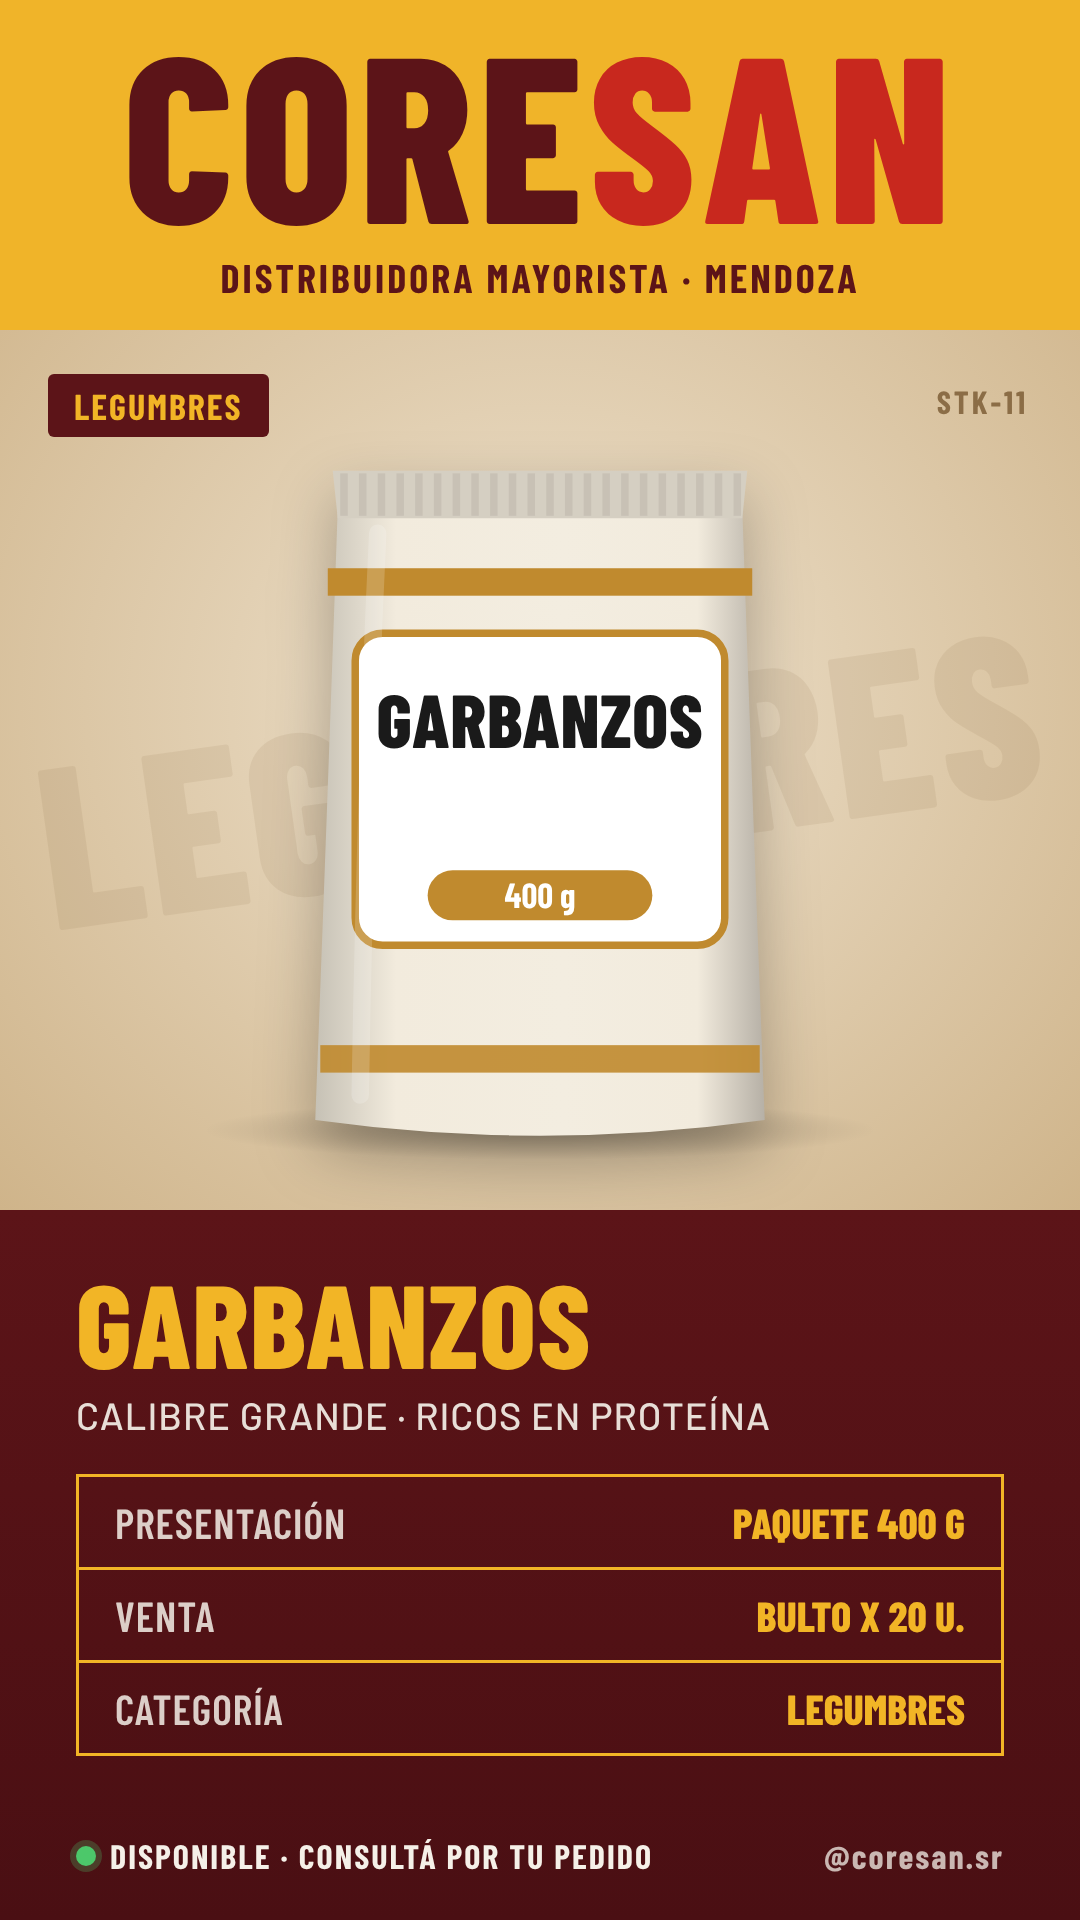 CORESAN
DISTRIBUIDORA MAYORISTA · MENDOZA
LEGUMBRES
STK-11
GARBANZOS
400 g
GARBANZOS
CALIBRE GRANDE · RICOS EN PROTEÍNA
PRESENTACIÓN PAQUETE 400 G
VENTA BULTO X 20 U.
CATEGORÍA LEGUMBRES
DISPONIBLE · CONSULTÁ POR TU PEDIDO
@coresan.sr